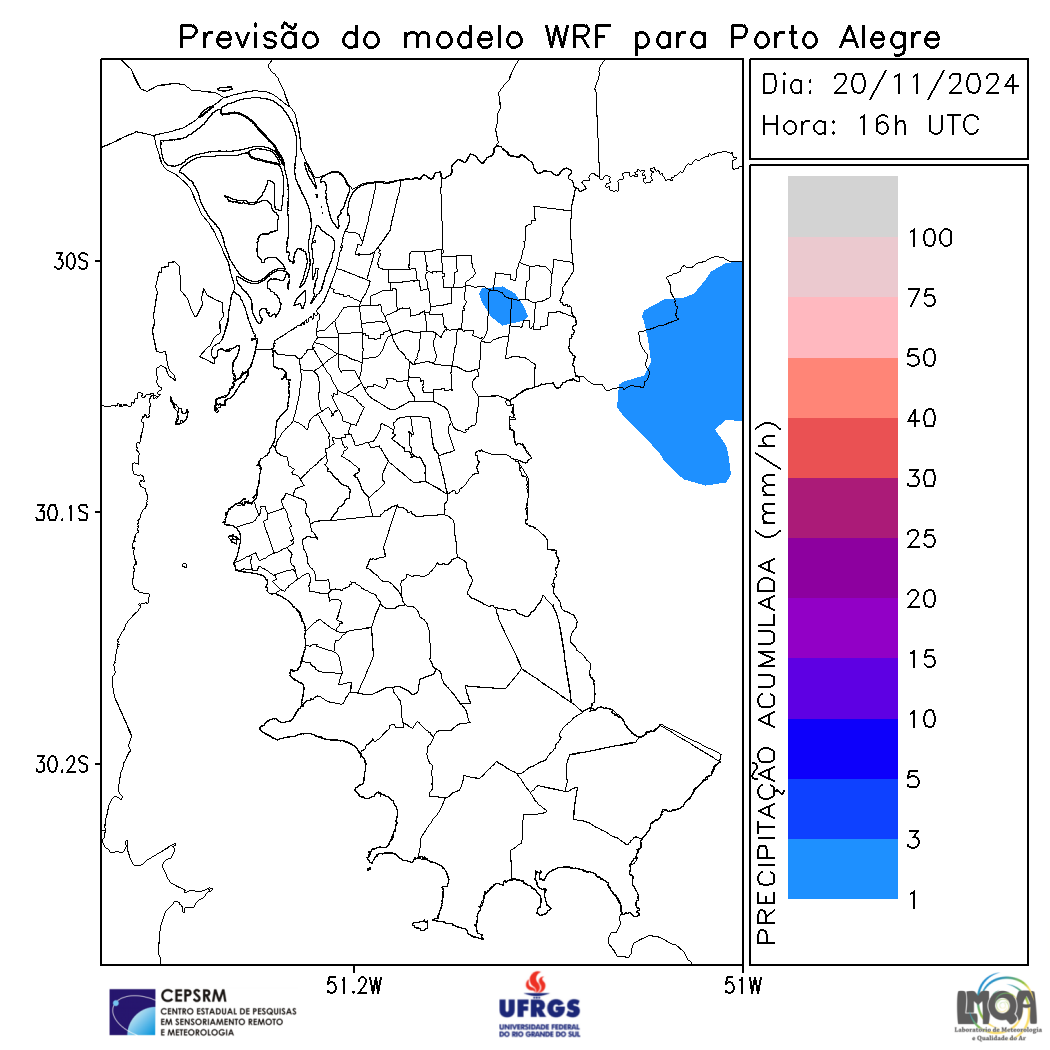 Previsão do modelo WRF para Porto Alegre
Dia: 20/11/2024
Hora: 16h UTC
30S
30.1S
30.2S
51.2W
51W
PRECIPITAÇÃO ACUMULADA (mm/h)
100
75
50
40
30
25
20
15
10
5
3
1
CEPSRM
CENTRO ESTADUAL DE PESQUISAS
EM SENSORIAMENTO REMOTO
E METEOROLOGIA
UFRGS
UNIVERSIDADE FEDERAL
DO RIO GRANDE DO SUL
LMQA
Laboratório de Meteorologia
e Qualidade do Ar